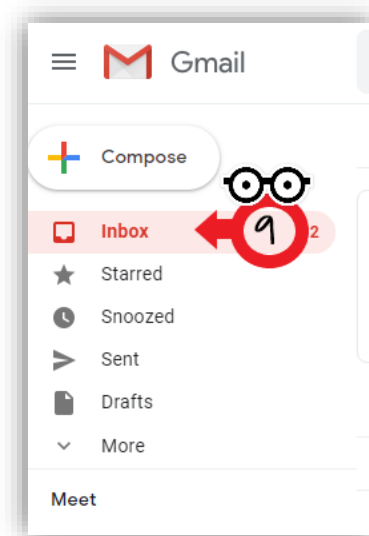 Gmail
Compose
Inbox 9 2
Starred
Snoozed
Sent
Drafts
More
Meet